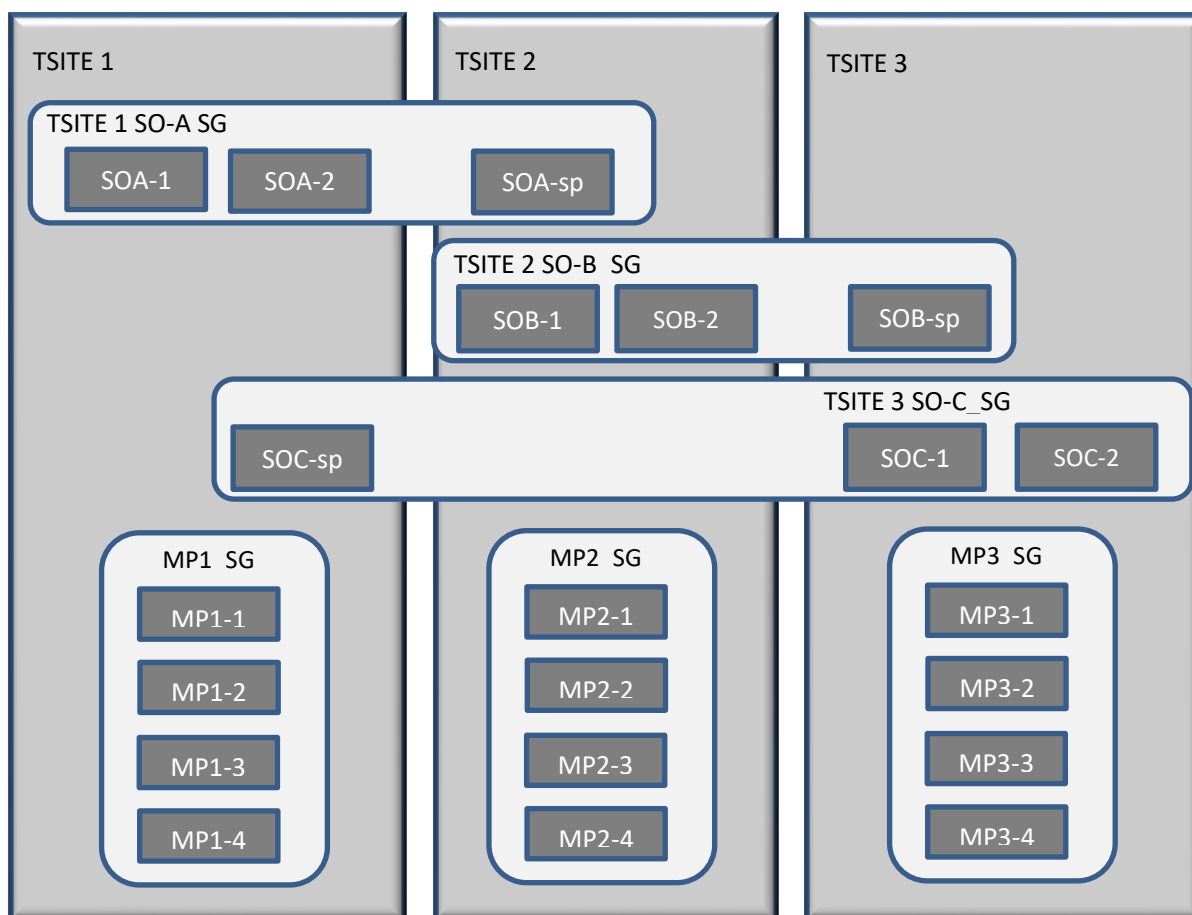 TSITE 1
TSITE 2
TSITE 3
TSITE 1 SO-A SG
SOA-1
SOA-2
SOA-sp
TSITE 2 SO-B SG
SOB-1
SOB-2
SOB-sp
TSITE 3 SO-C_SG
SOC-sp
SOC-1
SOC-2
MP1 SG
MP1-1
MP1-2
MP1-3
MP1-4
MP2 SG
MP2-1
MP2-2
MP2-3
MP2-4
MP3 SG
MP3-1
MP3-2
MP3-3
MP3-4